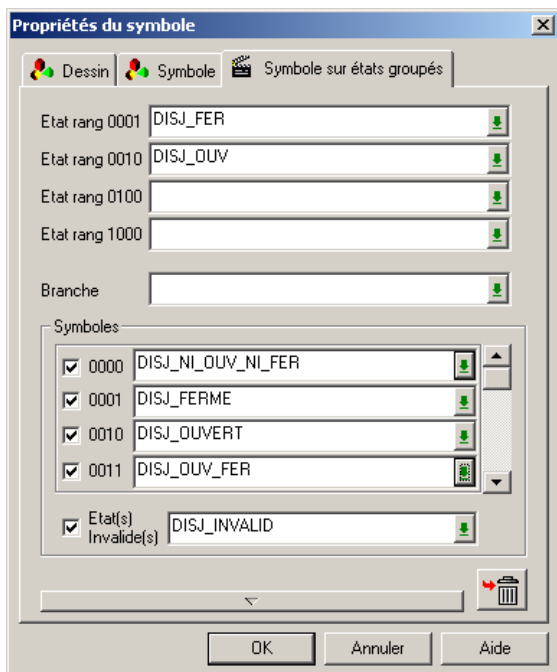 Propriétés du symbole
Dessin Symbole Symbole sur états groupés
Etat rang 0001 DISJ_FER
Etat rang 0010 DISJ_OUV
Etat rang 0100
Etat rang 1000
Branche
Symboles
0000 DISJ_NI_OUV_NI_FER
0001 DISJ_FERME
0010 DISJ_OUVERT
0011 DISJ_OUV_FER
Etat(s)
Invalide(s) DISJ_INVALID
OK Annuler Aide